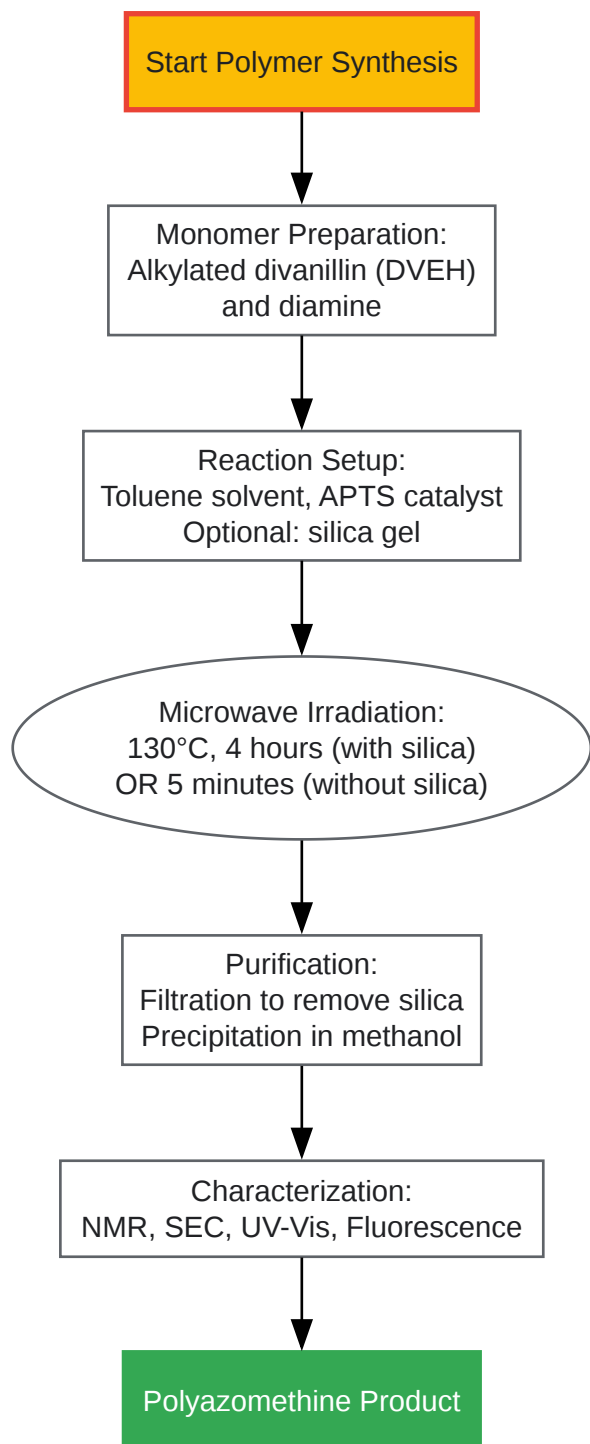 Start Polymer Synthesis
Monomer Preparation:
Alkylated divanillin (DVEH)
and diamine
Reaction Setup:
Toluene solvent, APTS catalyst
Optional: silica gel
Microwave Irradiation:
130°C, 4 hours (with silica)
OR 5 minutes (without silica)
Purification:
Filtration to remove silica
Precipitation in methanol
Characterization:
NMR, SEC, UV-Vis, Fluorescence
Polyazomethine Product